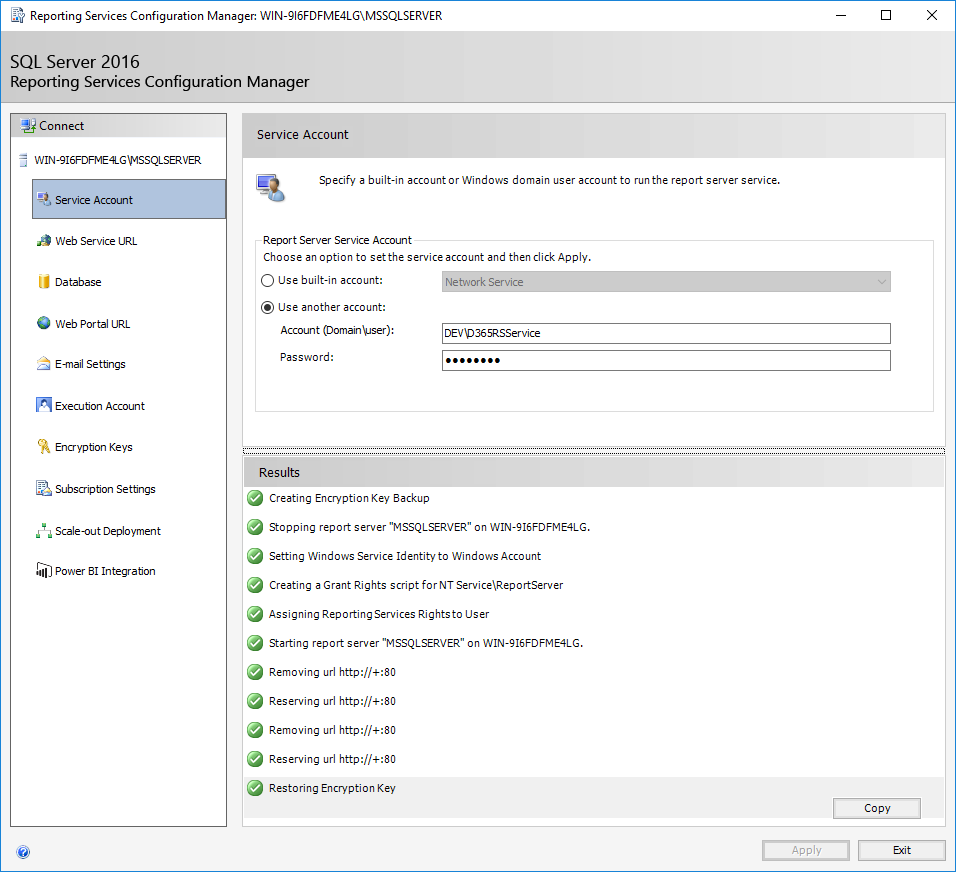 Reporting Services Configuration Manager: WIN-9I6FDFME4LG\MSSQLSERVER
SQL Server 2016
Reporting Services Configuration Manager
Connect
WIN-9I6FDFME4LG\MSSQLSERVER
Service Account
Web Service URL
Database
Web Portal URL
E-mail Settings
Execution Account
Encryption Keys
Subscription Settings
Scale-out Deployment
Power BI Integration
Service Account
Specify a built-in account or Windows domain user account to run the report server service.
Report Server Service Account
Choose an option to set the service account and then click Apply.
Use built-in account:
Network Service
Use another account:
Account (Domain\user):
DEV\D365RSService
Password:
●●●●●●●●
Results
Creating Encryption Key Backup
Stopping report server "MSSQLSERVER" on WIN-9I6FDFME4LG.
Setting Windows Service Identity to Windows Account
Creating a Grant Rights script for NT Service\ReportServer
Assigning Reporting Services Rights to User
Starting report server "MSSQLSERVER" on WIN-9I6FDFME4LG.
Removing url http://+:80
Reserving url http://+:80
Removing url http://+:80
Reserving url http://+:80
Restoring Encryption Key
Copy
?
Apply
Exit